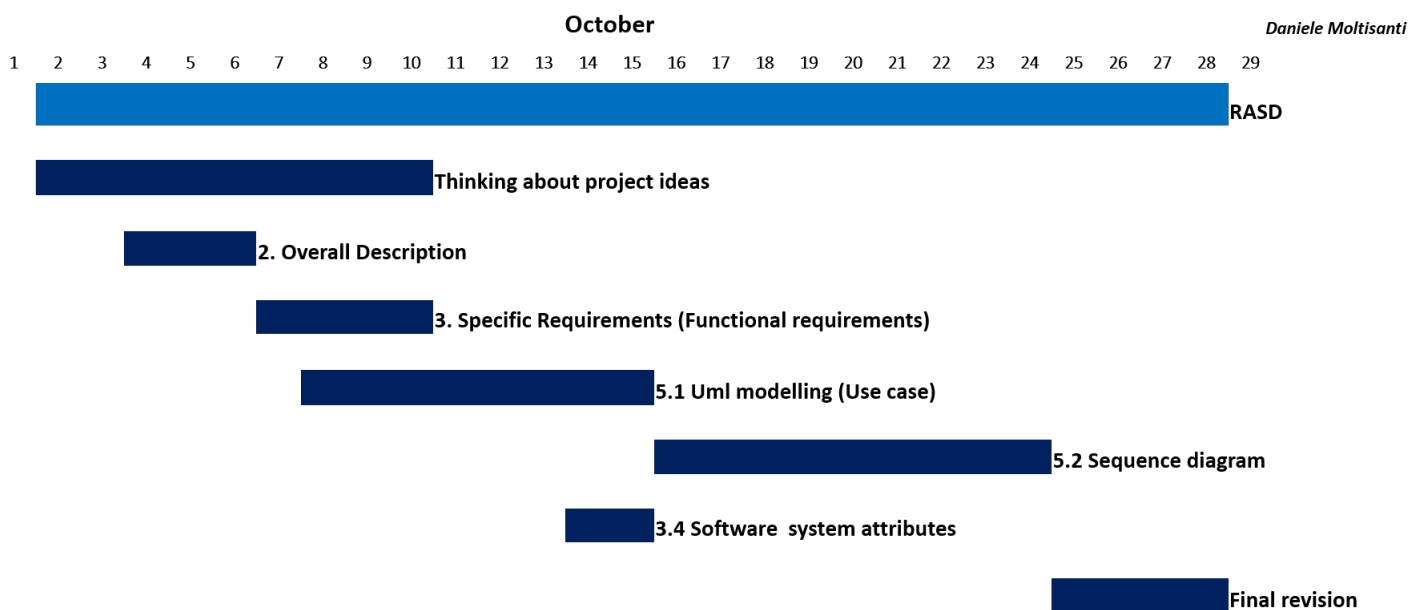 October
Daniele Moltisanti
1 2 3 4 5 6 7 8 9 10 11 12 13 14 15 16 17 18 19 20 21 22 23 24 25 26 27 28 29
RASD
Thinking about project ideas
2. Overall Description
3. Specific Requirements (Functional requirements)
5.1 Uml modelling (Use case)
5.2 Sequence diagram
3.4 Software  system attributes
Final revision